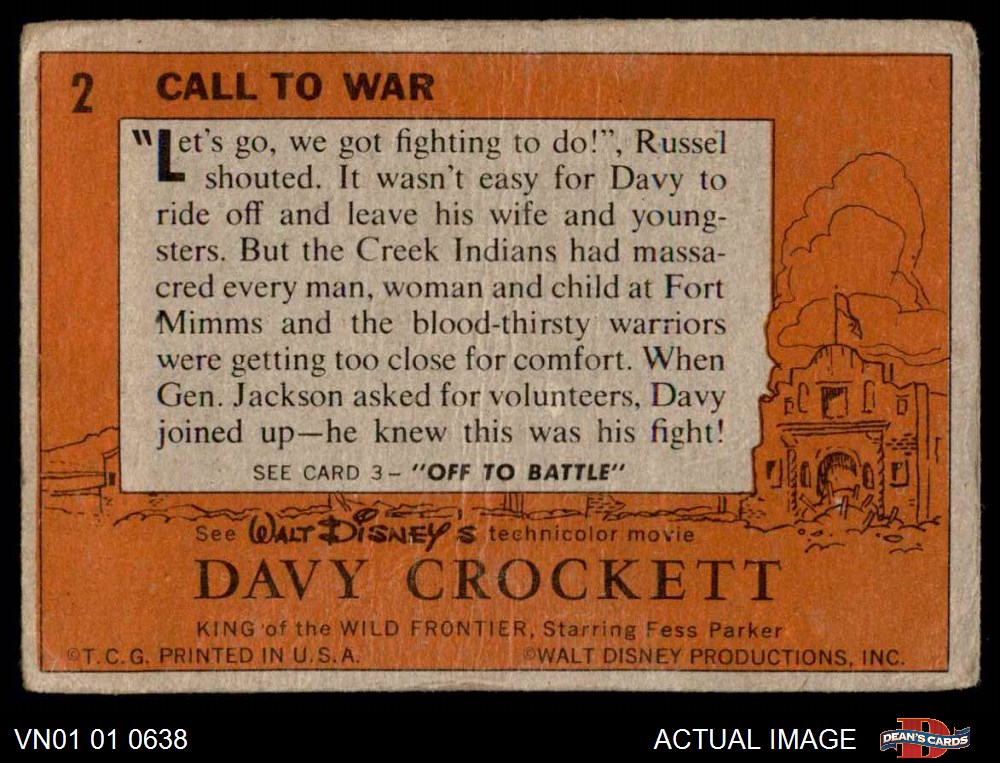 2 CALL TO WAR
"Let's go, we got fighting to do!", Russel
shouted. It wasn't easy for Davy to
ride off and leave his wife and young-
sters. But the Creek Indians had massa-
cred every man, woman and child at Fort
Mimms and the blood-thirsty warriors
were getting too close for comfort. When
Gen. Jackson asked for volunteers, Davy
joined up—he knew this was his fight!
SEE CARD 3– "OFF TO BATTLE"
See WALT DISNEY'S technicolor movie
DAVY CROCKETT
KING of the WILD FRONTIER, Starring Fess Parker
©T.C.G. PRINTED IN U.S.A. ©WALT DISNEY PRODUCTIONS, INC.
VN01 01 0638 ACTUAL IMAGE D DEAN'S CARDS